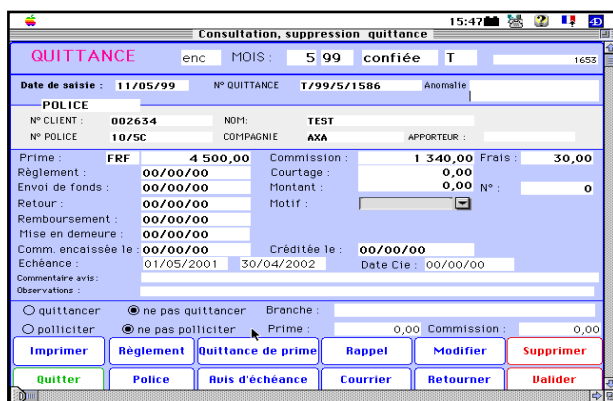 15:47
Consultation, suppression quittance
QUITTANCE enc MOIS : 5 99 confiée T 1653
Date de saisie : 11/05/99 N° QUITTANCE T/99/5/1586 Anomalie
POLICE
N° CLIENT : 002634 NOM: TEST
N° POLICE 10/5C COMPAGNIE AXA APPORTEUR :
Prime : FRF 4 500,00 Commission : 1 340,00 Frais : 30,00
Règlement : 00/00/00 Courtage : 0,00
Envoi de fonds : 00/00/00 Montant : 0,00 N° : 0
Retour : 00/00/00 Motif :
Remboursement : 00/00/00
Mise en demeure : 00/00/00
Comm. encaissée le : 00/00/00 Créditée le : 00/00/00
Echéance : 01/05/2001 30/04/2002 Date Cie : 00/00/00
Commentaire avis :
Observations :
quittancer ne pas quittancer Branche :
polliciter ne pas polliciter Prime : 0,00 Commission : 0,00
Imprimer Règlement Quittance de prime Rappel Modifier Supprimer
Quitter Police Avis d'échéance Courrier Retourner Valider